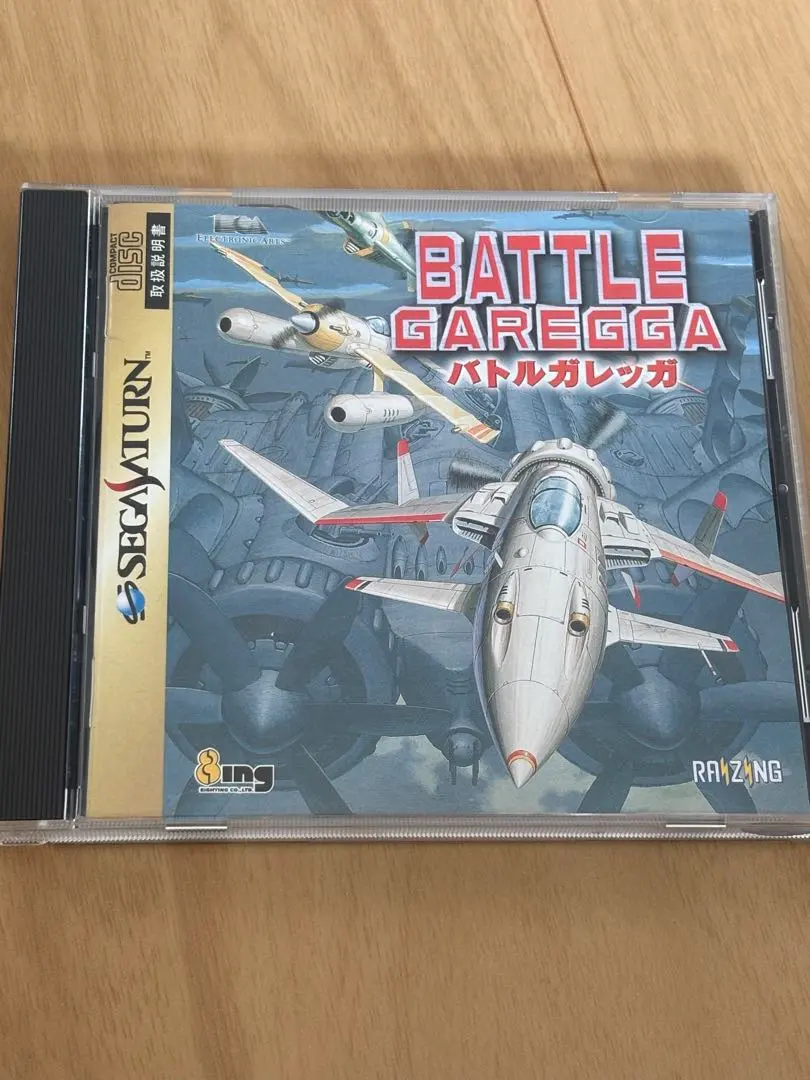 COMPACT
disc
取扱説明書
SEGA SATURN™
ELECTRONIC ARTS
BATTLE
GAREGGA
バトルガレッガ
8ing
EIGHTING CO.,LTD.
RAIZING